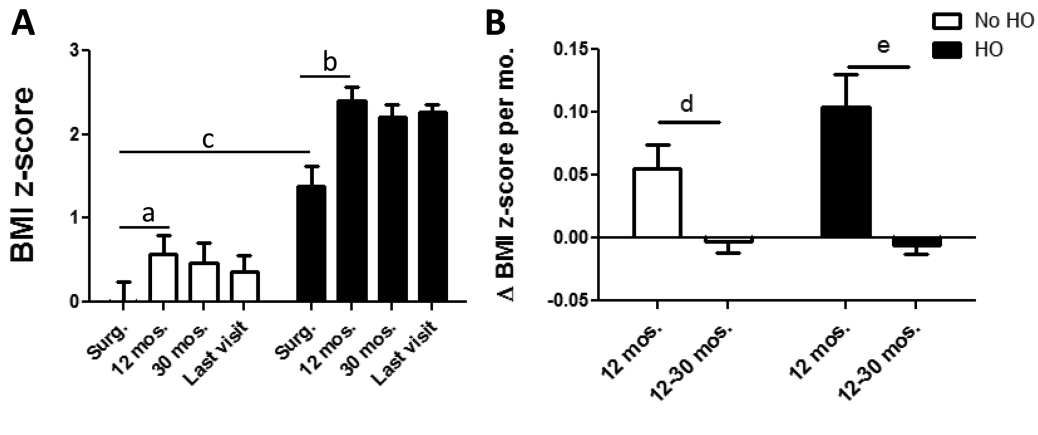 A
BMI z-score
3
2
1
0
a
b
c
Surg.
12 mos.
30 mos.
Last visit
Surg.
12 mos.
30 mos.
Last visit
B
No HO
HO
Δ BMI z-score per mo.
0.15
0.10
0.05
0.00
-0.05
d
e
12 mos.
12-30 mos.
12 mos.
12-30 mos.